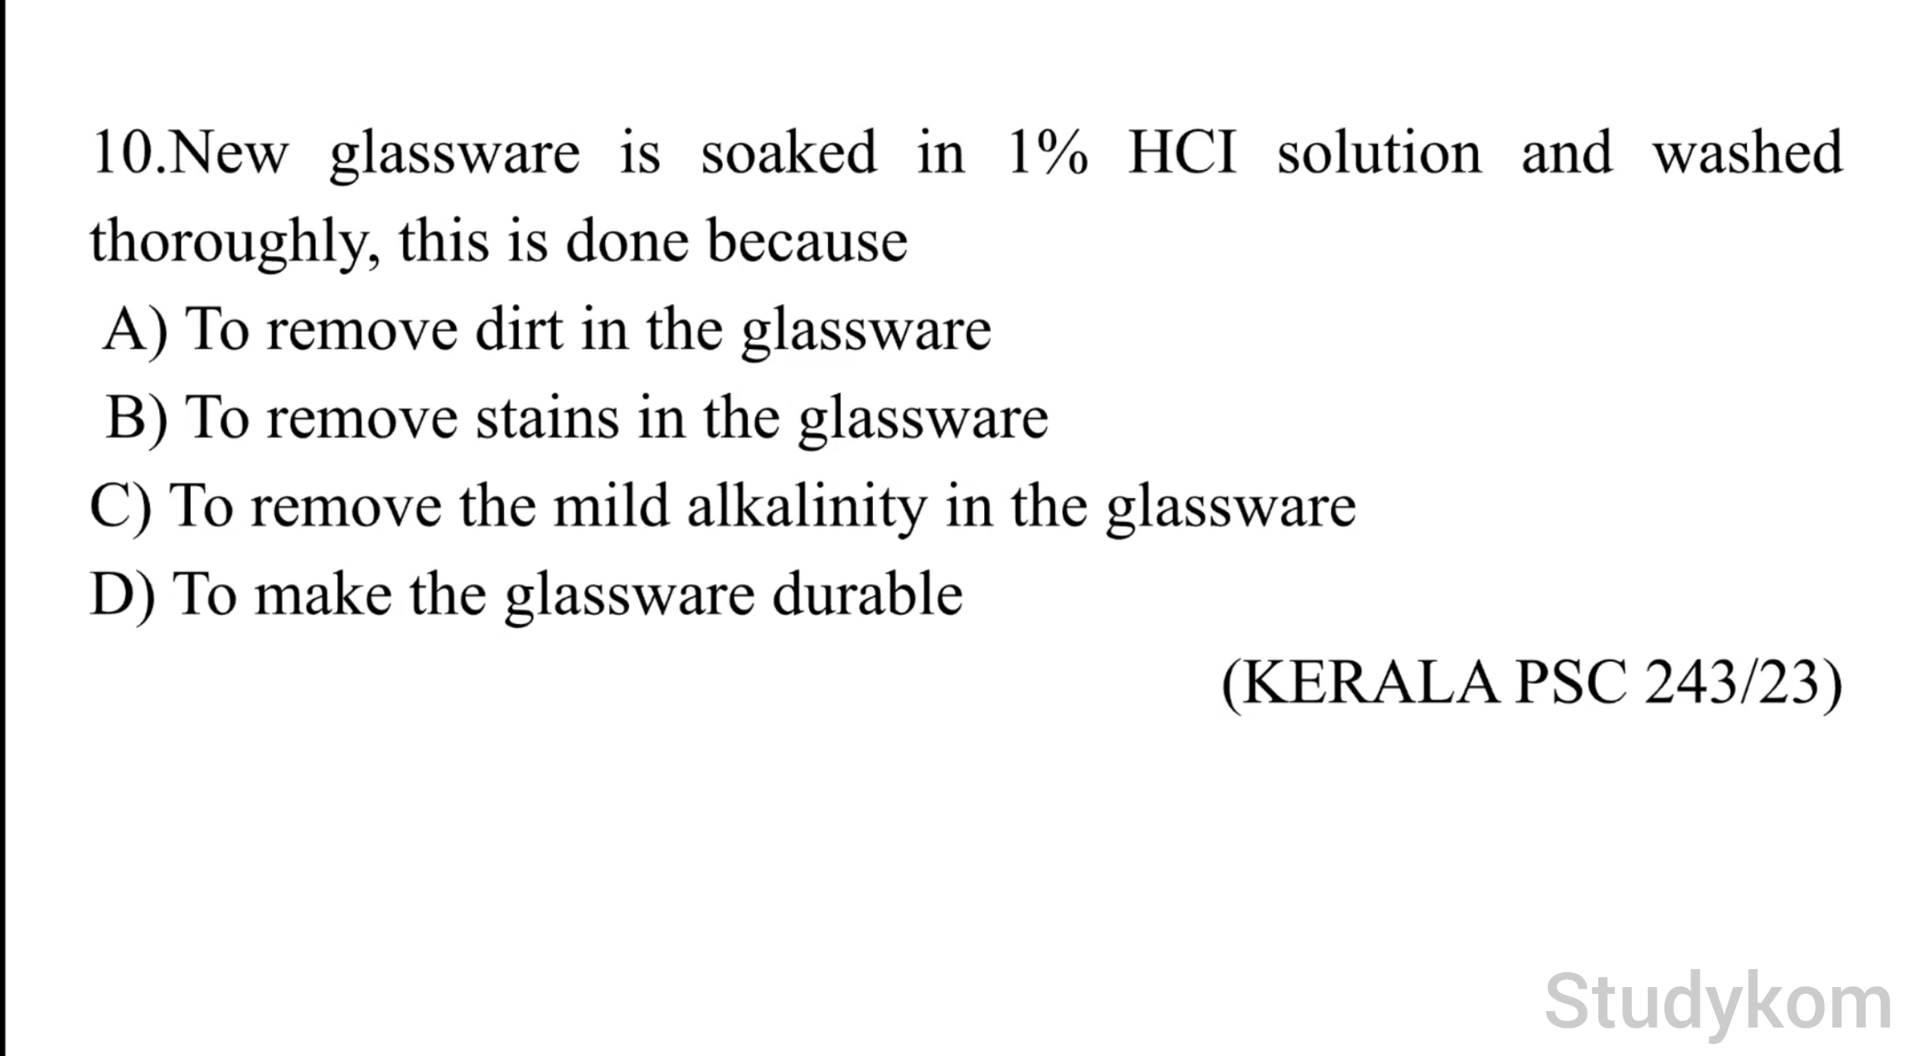 10.New glassware is soaked in 1% HCI solution and washed
thoroughly, this is done because
A) To remove dirt in the glassware
B) To remove stains in the glassware
C) To remove the mild alkalinity in the glassware
D) To make the glassware durable
(KERALA PSC 243/23)
Studykom